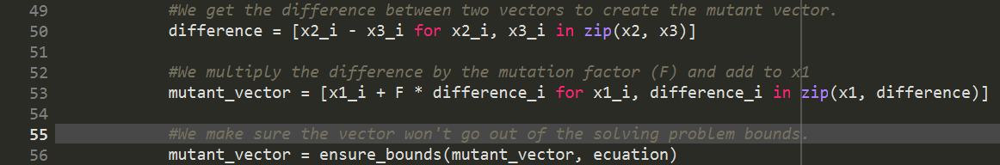 49 #We get the difference between two vectors to create the mutant vector.
50 difference = [x2_i - x3_i for x2_i, x3_i in zip(x2, x3)]
51
52 #We multiply the difference by the mutation factor (F) and add to x1
53 mutant_vector = [x1_i + F * difference_i for x1_i, difference_i in zip(x1, difference)]
54
55 #We make sure the vector won't go out of the solving problem bounds.
56 mutant_vector = ensure_bounds(mutant_vector, ecuation)